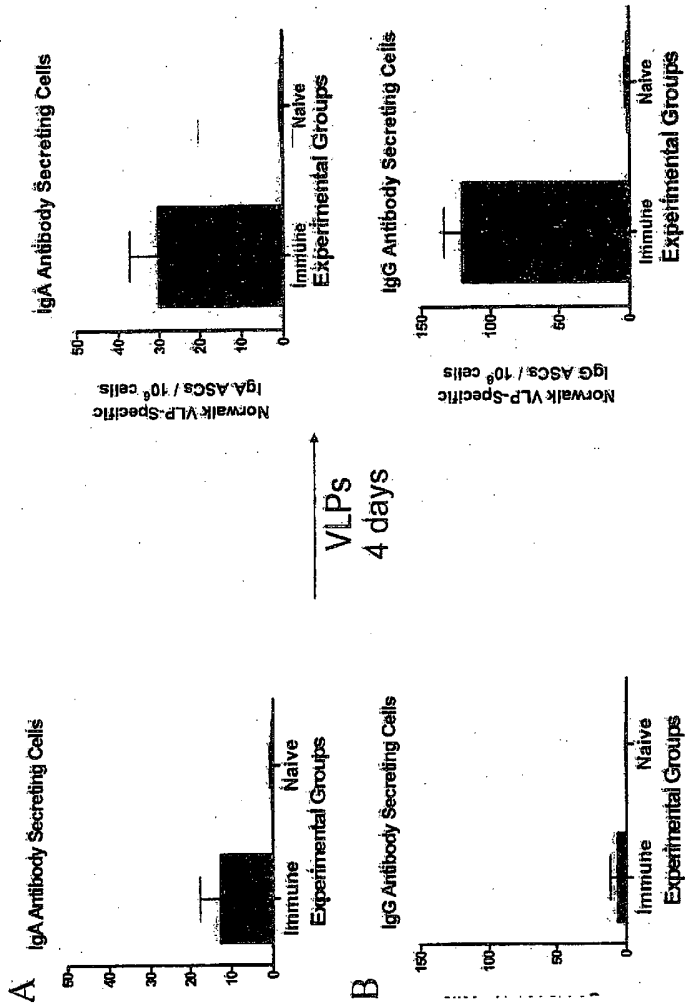 A
IgA Antibody Secreting Cells
50
40
30
20
10
0
Immune
Naive
Experimental Groups
VLPs
4 days
IgA Antibody Secreting Cells
Norwalk VLP-Specific
IgA ASCs / 10⁶ cells
50
40
30
20
10
0
Immune
Naive
Experimental Groups
B
IgG Antibody Secreting Cells
150
100
50
0
Immune
Naive
Experimental Groups
IgG Antibody Secreting Cells
Norwalk VLP-Specific
IgG ASCs / 10⁶ cells
150
100
50
0
Immune
Naive
Experimental Groups